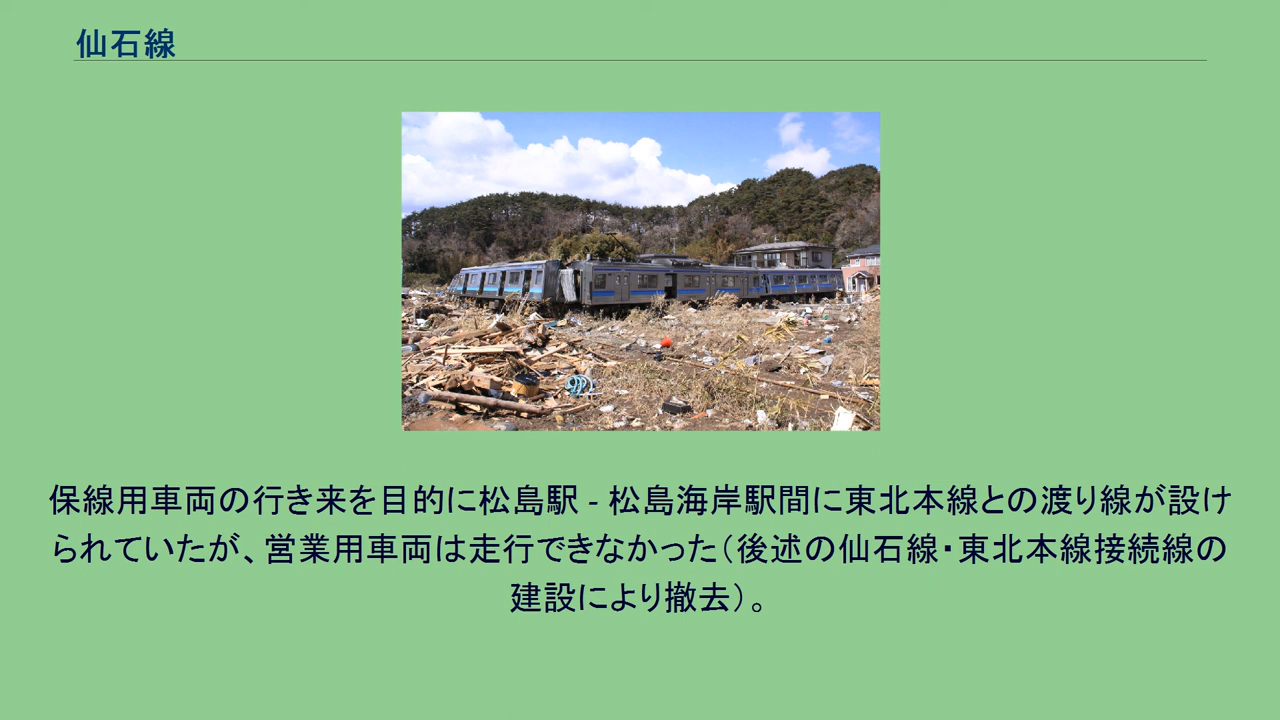 仙石線
保線用車両の行き来を目的に松島駅 - 松島海岸駅間に東北本線との渡り線が設け
られていたが、営業用車両は走行できなかった（後述の仙石線・東北本線接続線の
建設により撤去）。